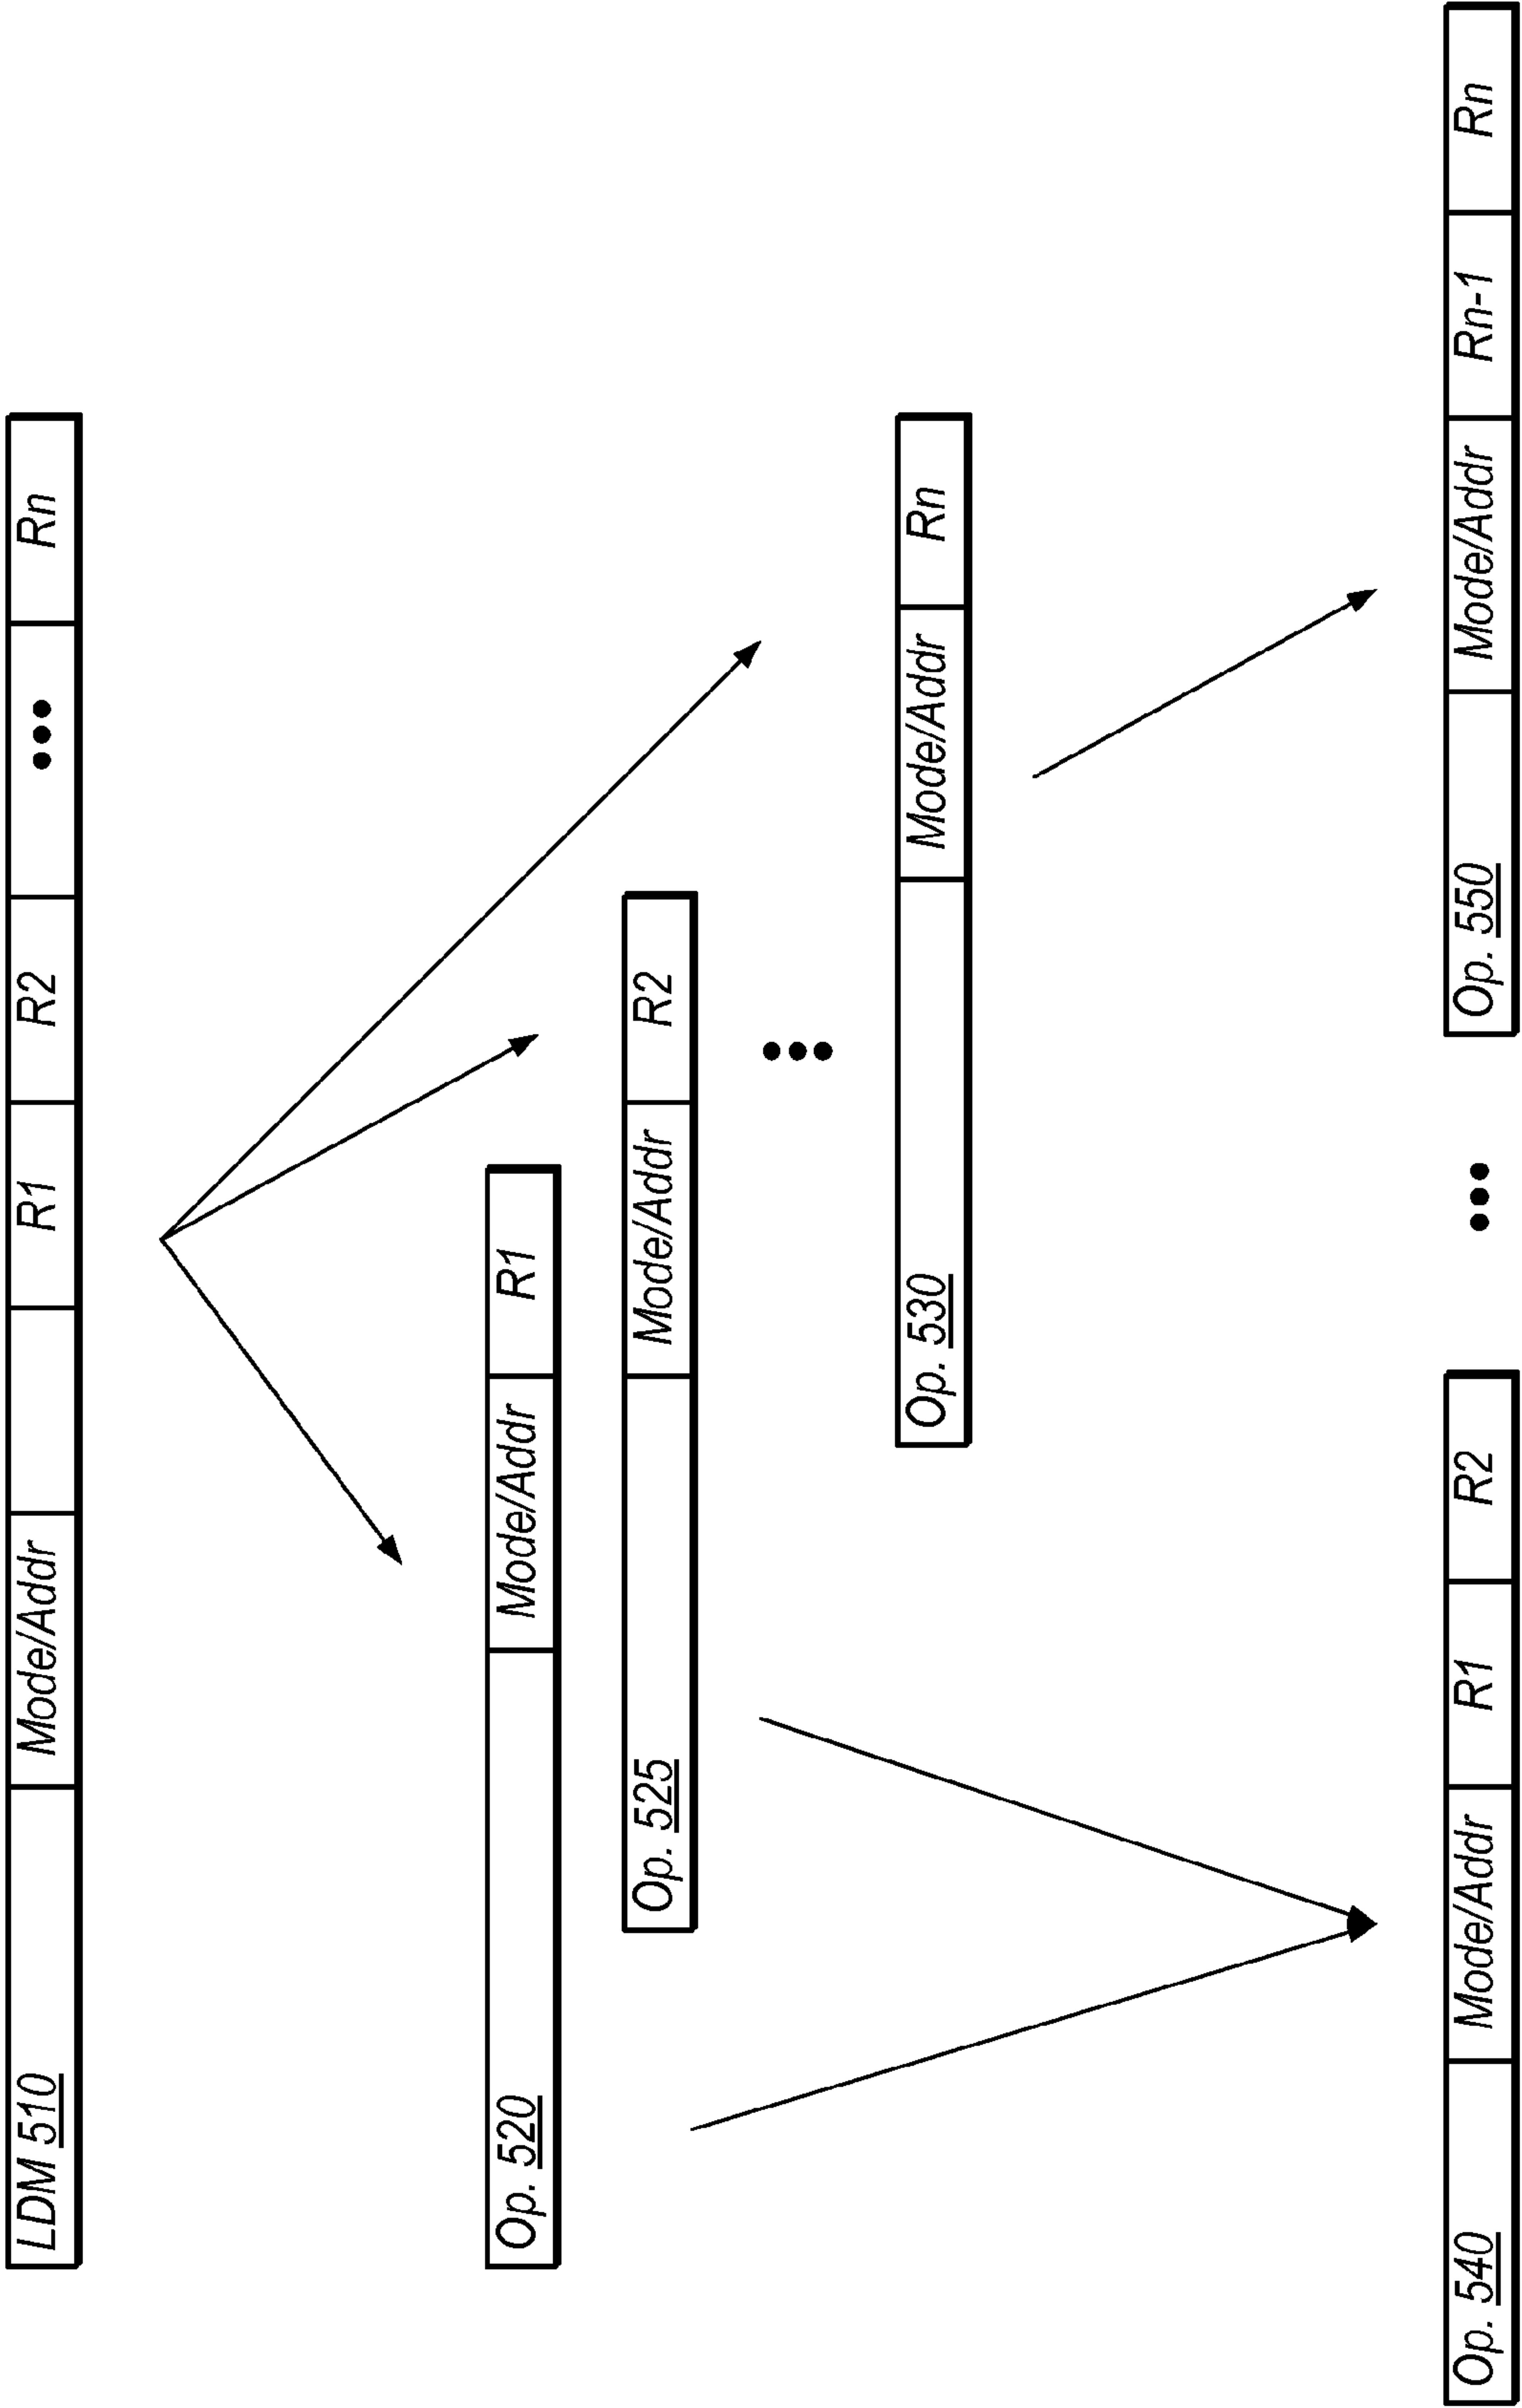 LDM 510 Mode/Addr R1 R2 ... Rn
Op. 520 Mode/Addr R1
Op. 525 Mode/Addr R2
...
Op. 530 Mode/Addr Rn
Op. 540 Mode/Addr R1 R2 ... Op. 550 Mode/Addr Rn-1 Rn